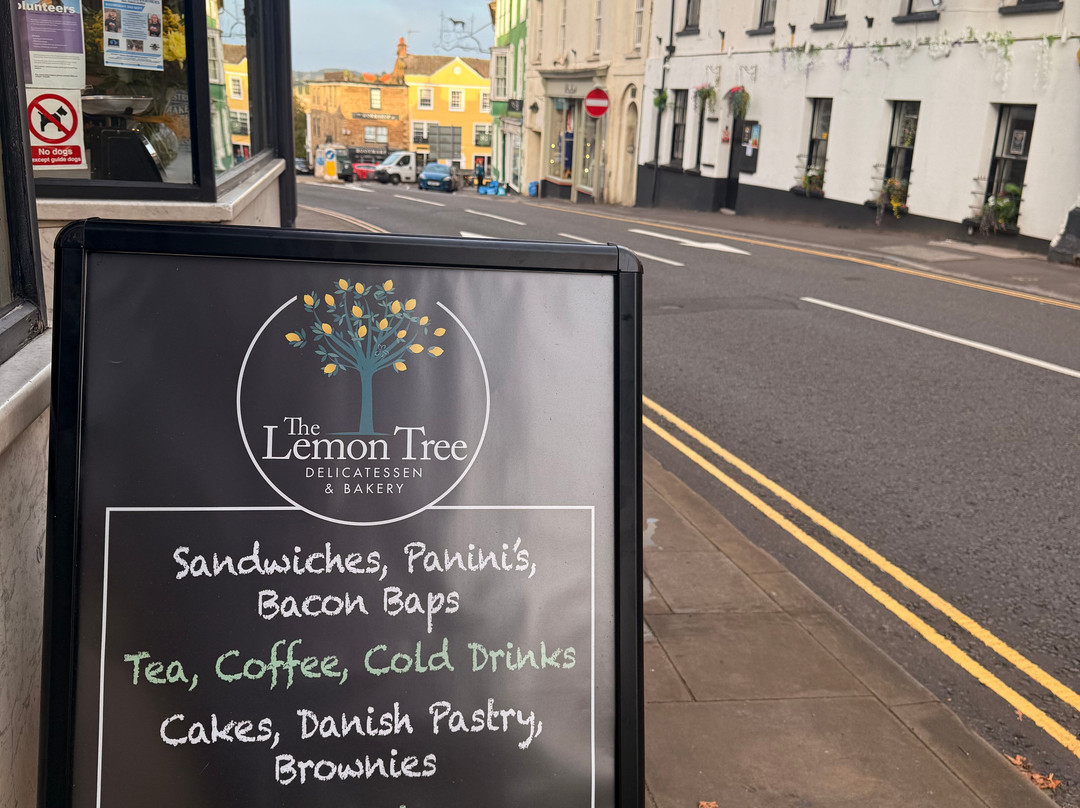 olunteers
No dogs
except guide dogs
The
Lemon Tree
DELICATESSEN
& BAKERY
Sandwiches, Panini's,
Bacon Baps
Tea, Coffee, Cold Drinks
Cakes, Danish Pastry,
Brownies